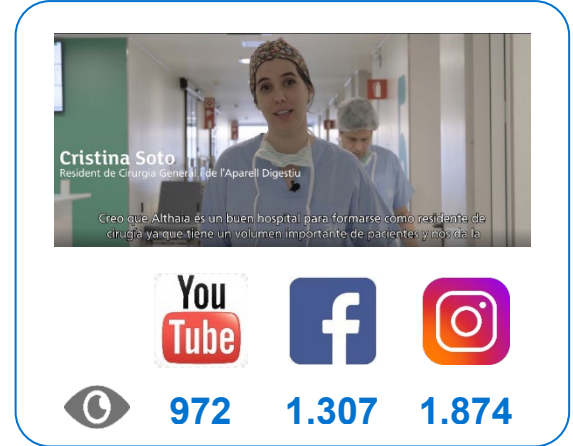 Cristina Soto
Resident de Cirurgia General i de l'Aparell Digestiu
Creo que Althaia és un buen hospital para formarse como residente de
cirugía ya que tiene un volumen importante de pacientes y nos da la
You
Tube
972 1.307 1.874